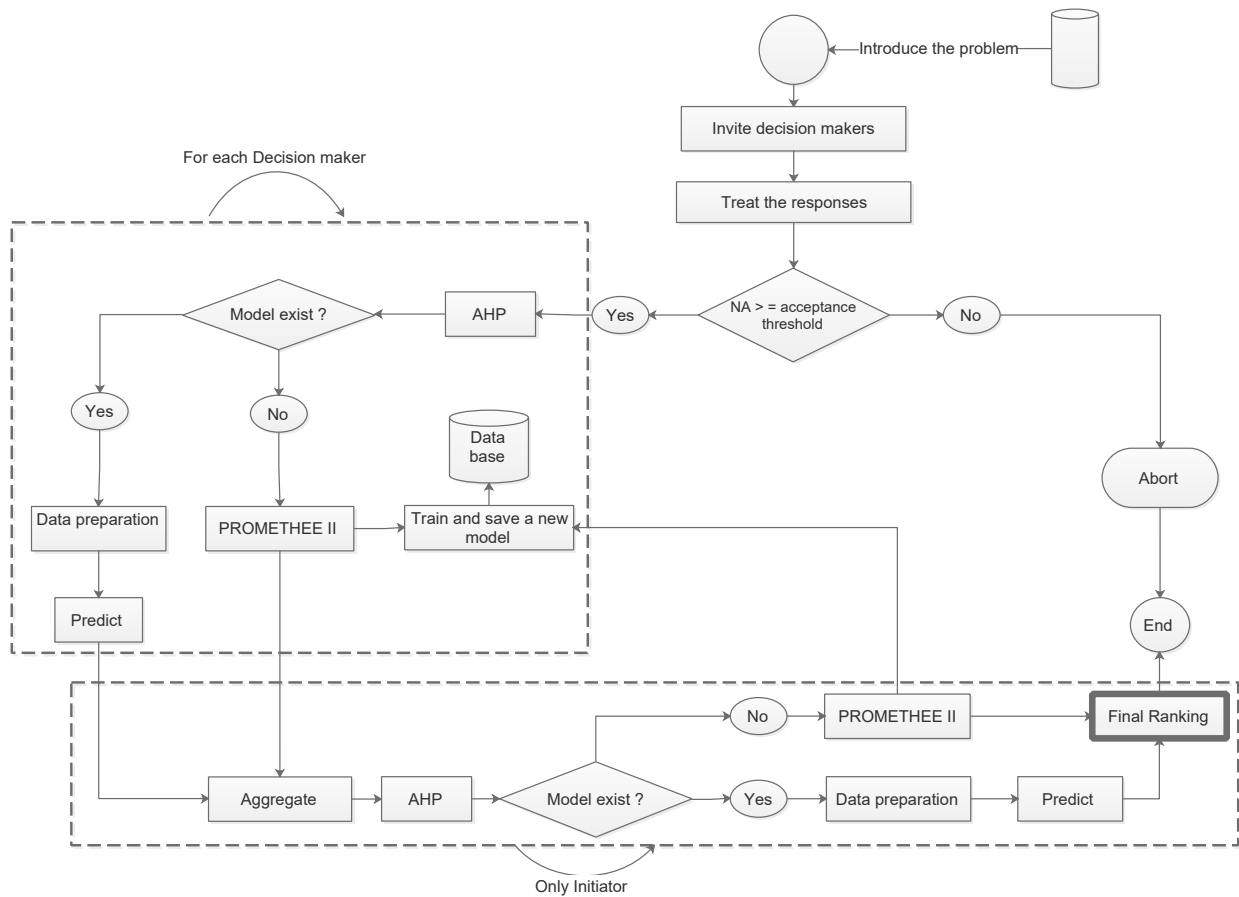 Introduce the problem
Invite decision makers
For each Decision maker
Treat the responses
NA > = acceptance
threshold
Yes
No
AHP
Model exist ?
Yes
No
Data
base
Abort
Data preparation
PROMETHEE II
Train and save a new
model
Predict
End
No
PROMETHEE II
Final Ranking
Aggregate
AHP
Model exist ?
Yes
Data preparation
Predict
Only Initiator